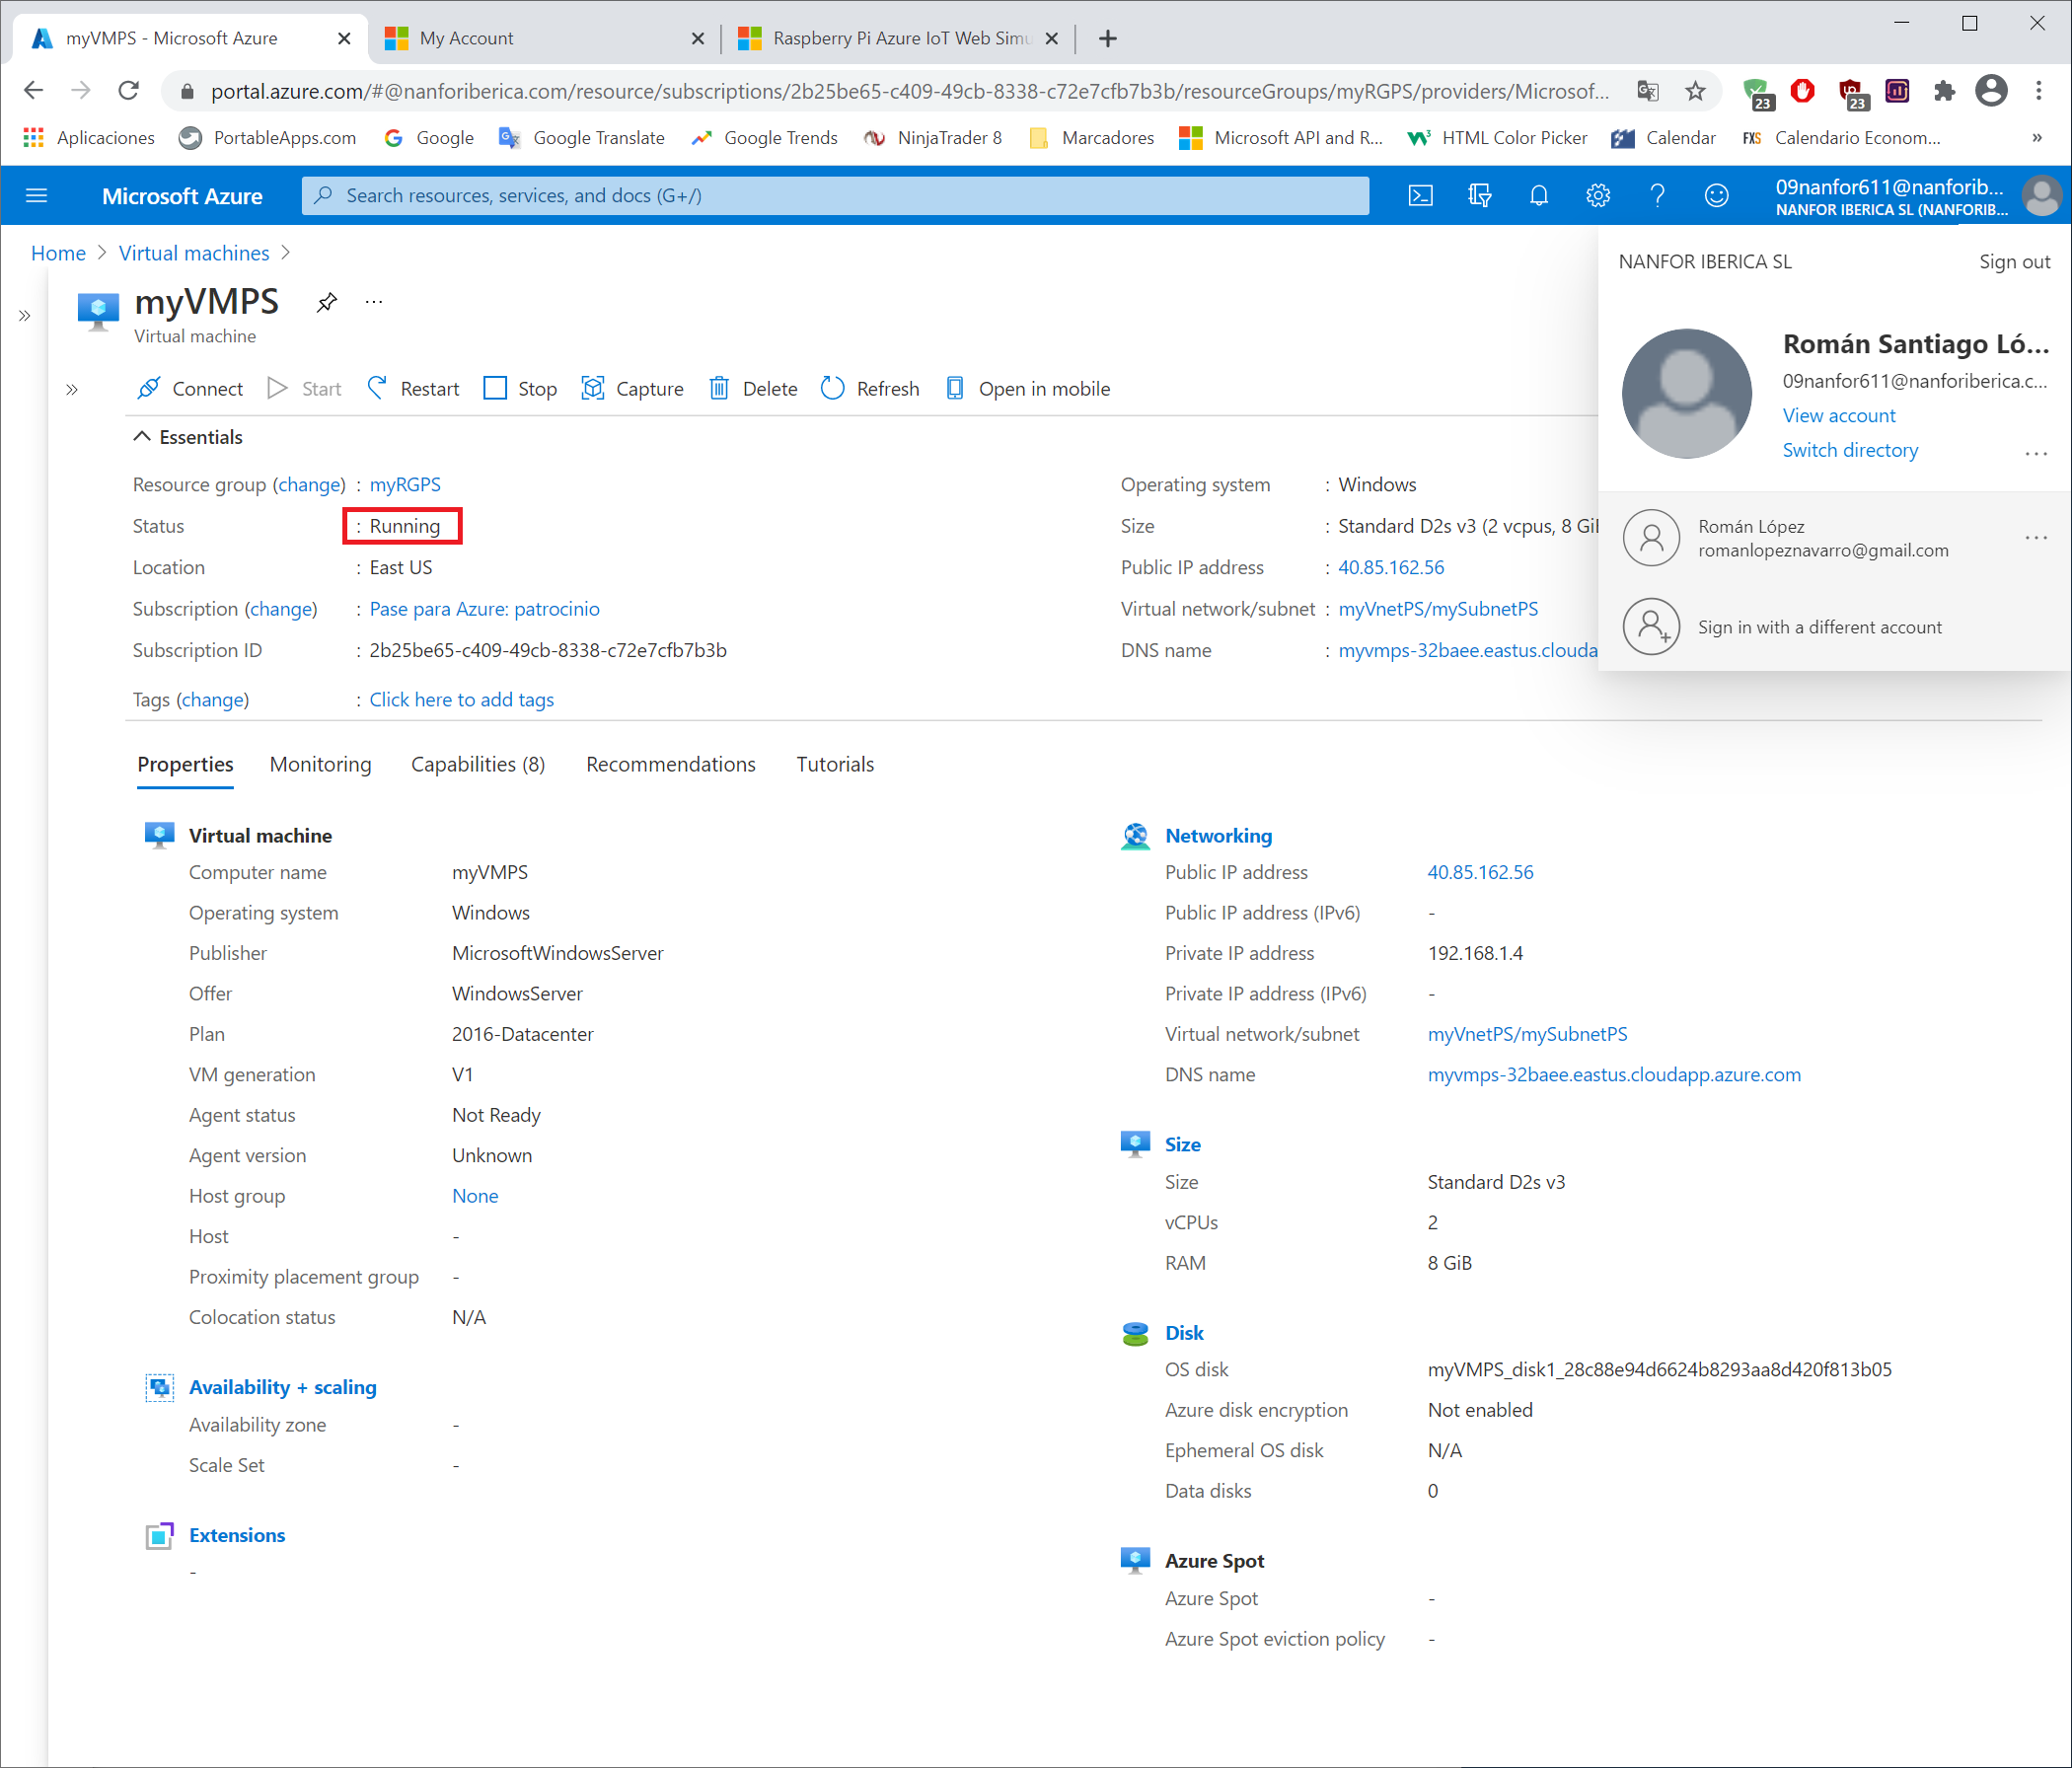 myVMPS - Microsoft Azure
My Account
Raspberry Pi Azure IoT Web Simu
portal.azure.com/#@nanforiberica.com/resource/subscriptions/2b25be65-c409-49cb-8338-c72e7cfb7b3b/resourceGroups/myRGPS/providers/Microsof...
23
23
Aplicaciones PortableApps.com Google Google Translate Google Trends NinjaTrader 8 Marcadores Microsoft API and R... HTML Color Picker Calendar FXS Calendario Econom... »
Microsoft Azure
Search resources, services, and docs (G+/)
09nanfor611@nanforib...
NANFOR IBERICA SL (NANFORIB...
Home > Virtual machines >
NANFOR IBERICA SL
Sign out
myVMPS
Virtual machine
Román Santiago Ló...
09nanfor611@nanforiberica.c...
View account
Switch directory
Román López
romanlopeznavarro@gmail.com
Sign in with a different account
Connect Start Restart Stop Capture Delete Refresh Open in mobile
Essentials
Resource group (change) : myRGPS
Status : Running
Location : East US
Subscription (change) : Pase para Azure: patrocinio
Subscription ID : 2b25be65-c409-49cb-8338-c72e7cfb7b3b
Tags (change) : Click here to add tags
Operating system : Windows
Size : Standard D2s v3 (2 vcpus, 8 GiB
Public IP address : 40.85.162.56
Virtual network/subnet : myVnetPS/mySubnetPS
DNS name : myvmps-32baee.eastus.clouda
Properties Monitoring Capabilities (8) Recommendations Tutorials
Virtual machine
Computer name myVMPS
Operating system Windows
Publisher MicrosoftWindowsServer
Offer WindowsServer
Plan 2016-Datacenter
VM generation V1
Agent status Not Ready
Agent version Unknown
Host group None
Host -
Proximity placement group -
Colocation status N/A
Availability + scaling
Availability zone -
Scale Set -
Extensions
-
Networking
Public IP address 40.85.162.56
Public IP address (IPv6) -
Private IP address 192.168.1.4
Private IP address (IPv6) -
Virtual network/subnet myVnetPS/mySubnetPS
DNS name myvmps-32baee.eastus.cloudapp.azure.com
Size
Size Standard D2s v3
vCPUs 2
RAM 8 GiB
Disk
OS disk myVMPS_disk1_28c88e94d6624b8293aa8d420f813b05
Azure disk encryption Not enabled
Ephemeral OS disk N/A
Data disks 0
Azure Spot
Azure Spot -
Azure Spot eviction policy -